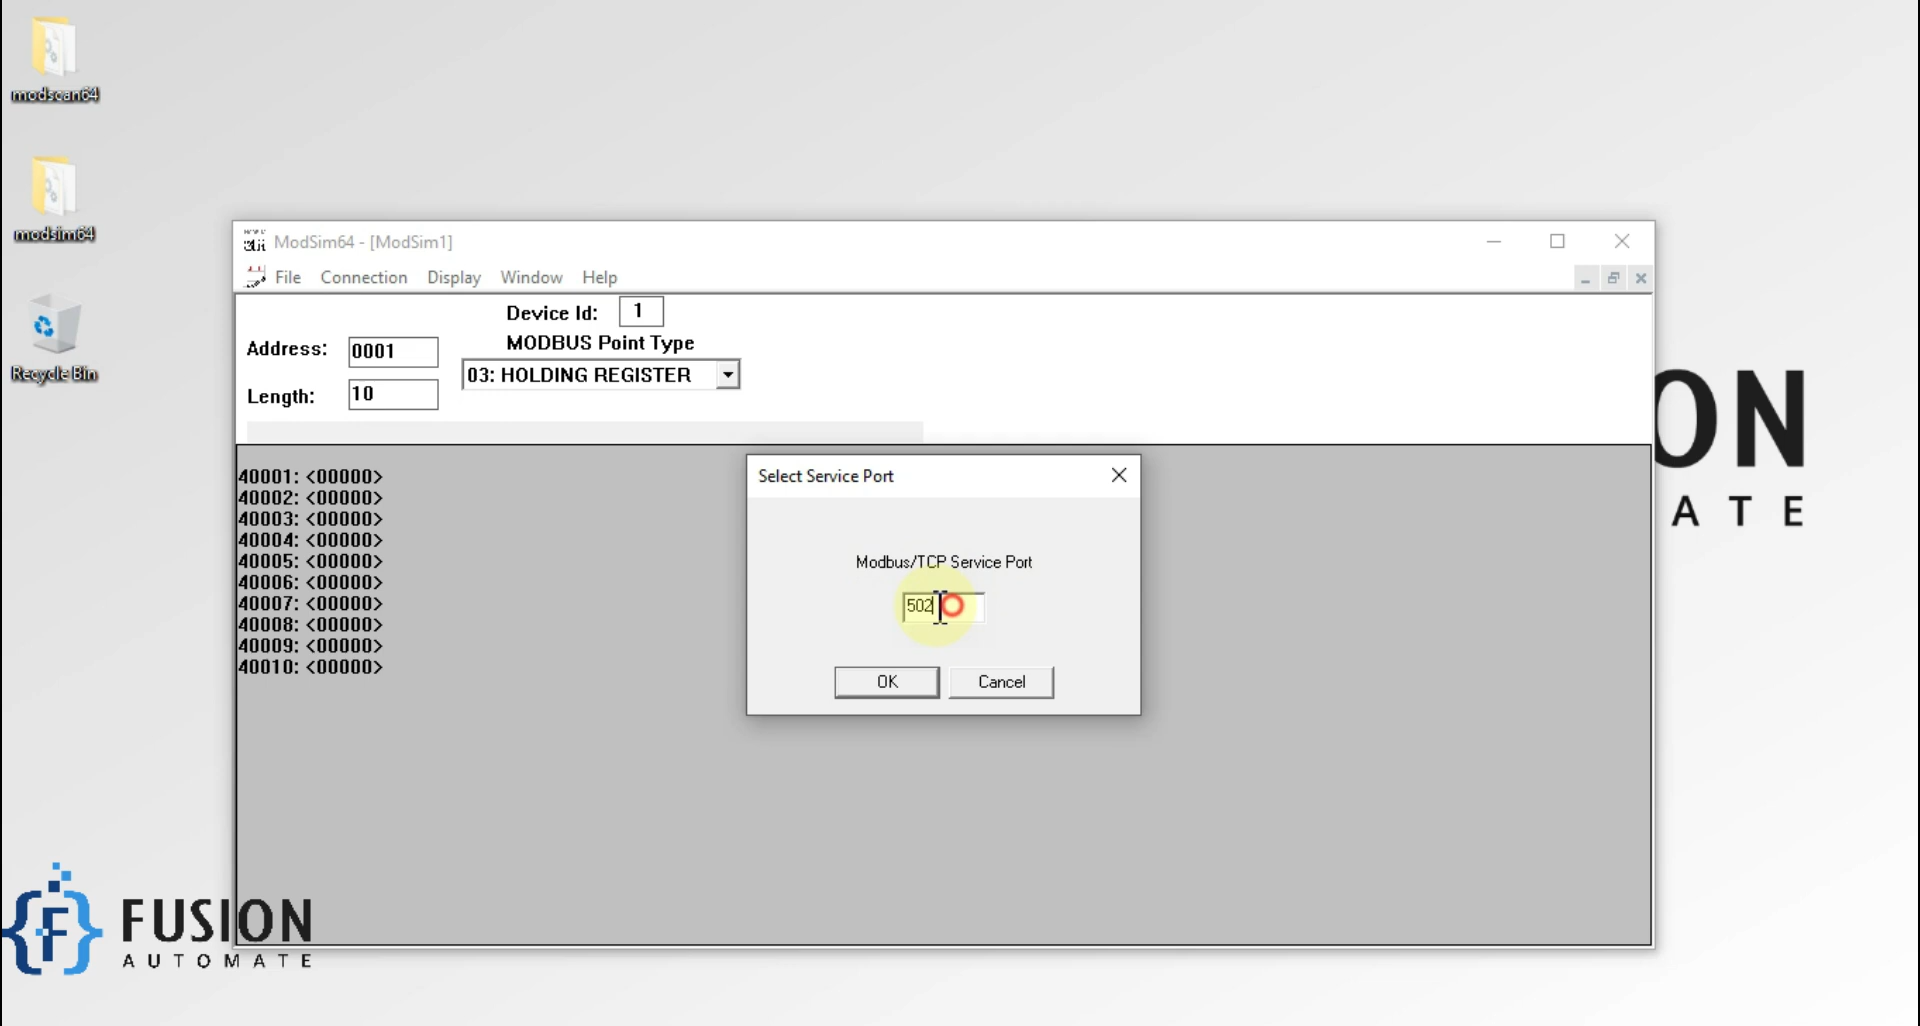 modscan64
modsim64
Recycle Bin
ModSim64 - [ModSim1]
File Connection Display Window Help
Device Id: 1
Address: 0001
MODBUS Point Type
03: HOLDING REGISTER
Length: 10
40001: <00000>
40002: <00000>
40003: <00000>
40004: <00000>
40005: <00000>
40006: <00000>
40007: <00000>
40008: <00000>
40009: <00000>
40010: <00000>
Select Service Port
Modbus/TCP Service Port
502
OK Cancel
ON
ATE
FUSION
AUTOMATE